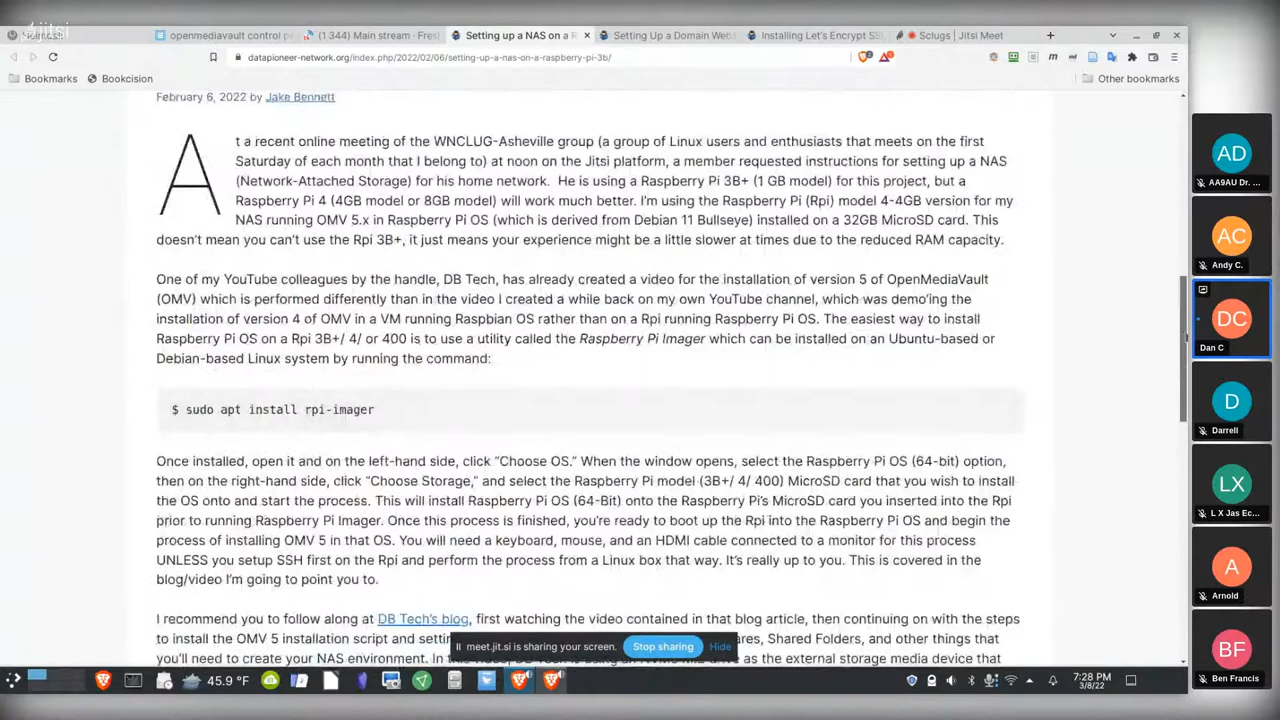 jitsi
openmediavault control p
(1 344) Main stream · Fres
Setting up a NAS on a R
Setting Up a Domain Web
Installing Let's Encrypt SSL
Sclugs | Jitsi Meet
datapioneer-network.org/index.php/2022/02/06/setting-up-a-nas-on-a-raspberry-pi-3b/
Bookmarks
Bookcision
Other bookmarks
February 6, 2022 by Jake Bennett
At a recent online meeting of the WNCLUG-Asheville group (a group of Linux users and enthusiasts that meets on the first
Saturday of each month that I belong to) at noon on the Jitsi platform, a member requested instructions for setting up a NAS
(Network-Attached Storage) for his home network. He is using a Raspberry Pi 3B+ (1 GB model) for this project, but a
Raspberry Pi 4 (4GB model or 8GB model) will work much better. I'm using the Raspberry Pi (Rpi) model 4-4GB version for my
NAS running OMV 5.x in Raspberry Pi OS (which is derived from Debian 11 Bullseye) installed on a 32GB MicroSD card. This
doesn't mean you can't use the Rpi 3B+, it just means your experience might be a little slower at times due to the reduced RAM capacity.
One of my YouTube colleagues by the handle, DB Tech, has already created a video for the installation of version 5 of OpenMediaVault
(OMV) which is performed differently than in the video I created a while back on my own YouTube channel, which was demo'ing the
installation of version 4 of OMV in a VM running Raspbian OS rather than on a Rpi running Raspberry Pi OS. The easiest way to install
Raspberry Pi OS on a Rpi 3B+/ 4/ or 400 is to use a utility called the Raspberry Pi Imager which can be installed on an Ubuntu-based or
Debian-based Linux system by running the command:
$ sudo apt install rpi-imager
Once installed, open it and on the left-hand side, click "Choose OS." When the window opens, select the Raspberry Pi OS (64-bit) option,
then on the right-hand side, click "Choose Storage," and select the Raspberry Pi model (3B+/ 4/ 400) MicroSD card that you wish to install
the OS onto and start the process. This will install Raspberry Pi OS (64-Bit) onto the Raspberry Pi's MicroSD card you inserted into the Rpi
prior to running Raspberry Pi Imager. Once this process is finished, you're ready to boot up the Rpi into the Raspberry Pi OS and begin the
process of installing OMV 5 in that OS. You will need a keyboard, mouse, and an HDMI cable connected to a monitor for this process
UNLESS you setup SSH first on the Rpi and perform the process from a Linux box that way. It's really up to you. This is covered in the
blog/video I'm going to point you to.
I recommend you to follow along at DB Tech's blog, first watching the video contained in that blog article, then continuing on with the steps
to install the OMV 5 installation script and settin ares, Shared Folders, and other things that
you'll need to create your NAS environment. In as the external storage media device that
meet.jit.si is sharing your screen.
Stop sharing
Hide
45.9 °F
7:28 PM
3/8/22
AD
AA9AU Dr. ...
AC
Andy C.
DC
Dan C
D
Darrell
LX
L X Jas Ec...
A
Arnold
BF
Ben Francis